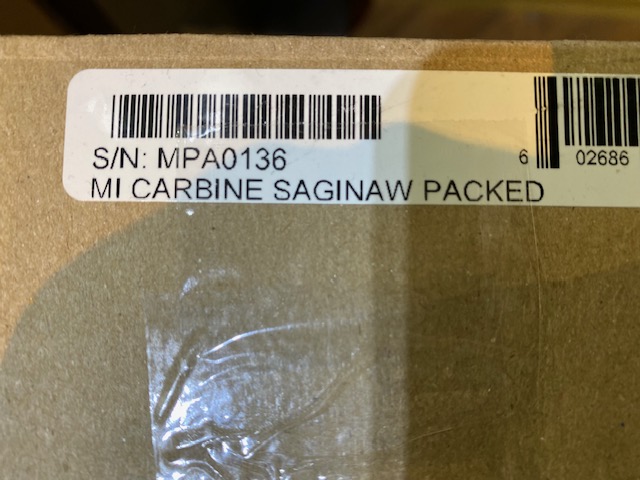 S/N: MPA0136
MI CARBINE SAGINAW PACKED
6 02686